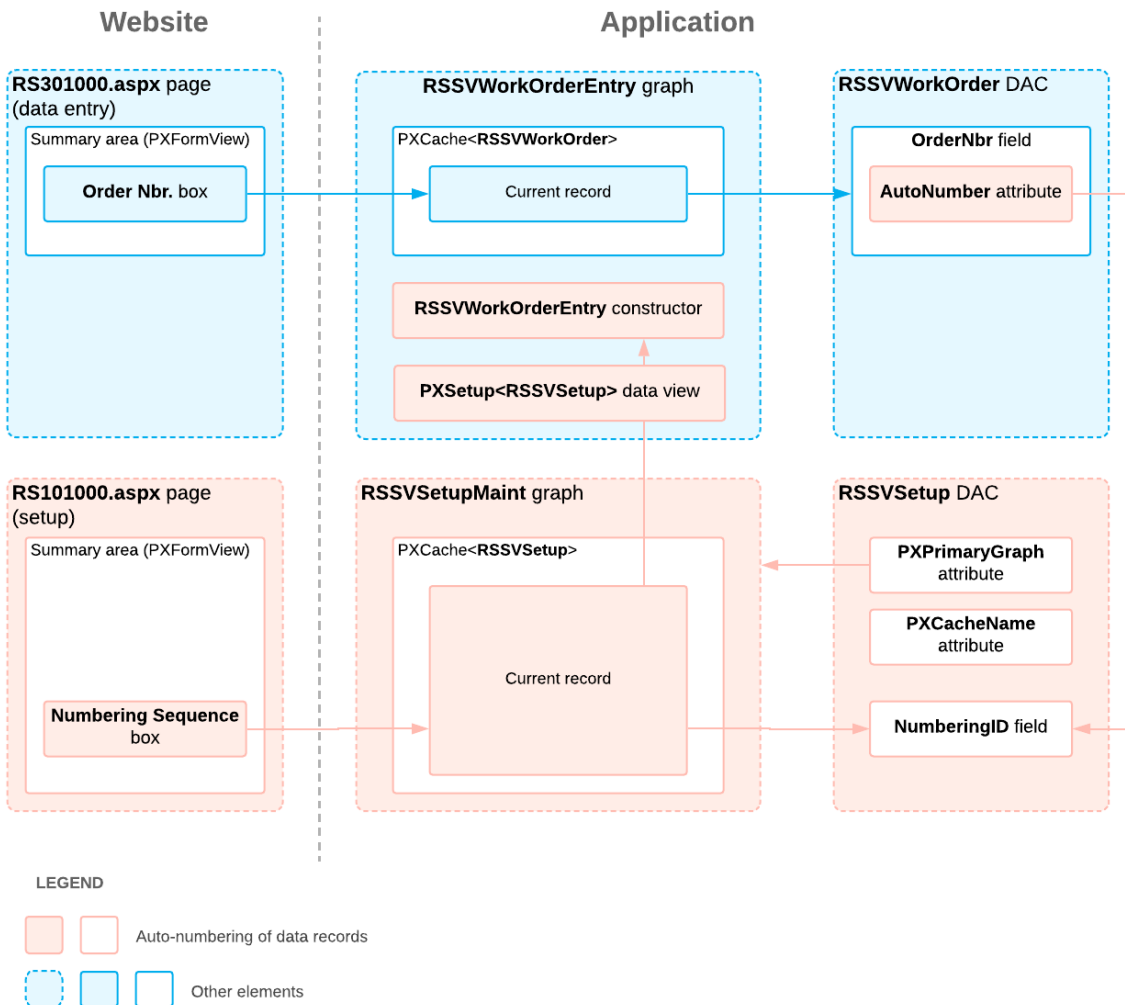 Website
Application
RS301000.aspx page
(data entry)
Summary area (PXFormView)
Order Nbr. box
RSSVWorkOrderEntry graph
PXCache<RSSVWorkOrder>
Current record
RSSVWorkOrderEntry constructor
PXSetup<RSSVSetup> data view
RSSVWorkOrder DAC
OrderNbr field
AutoNumber attribute
RS101000.aspx page
(setup)
Summary area (PXFormView)
Numbering Sequence
box
RSSVSetupMaint graph
PXCache<RSSVSetup>
Current record
RSSVSetup DAC
PXPrimaryGraph
attribute
PXCacheName
attribute
NumberingID field
LEGEND
Auto-numbering of data records
Other elements